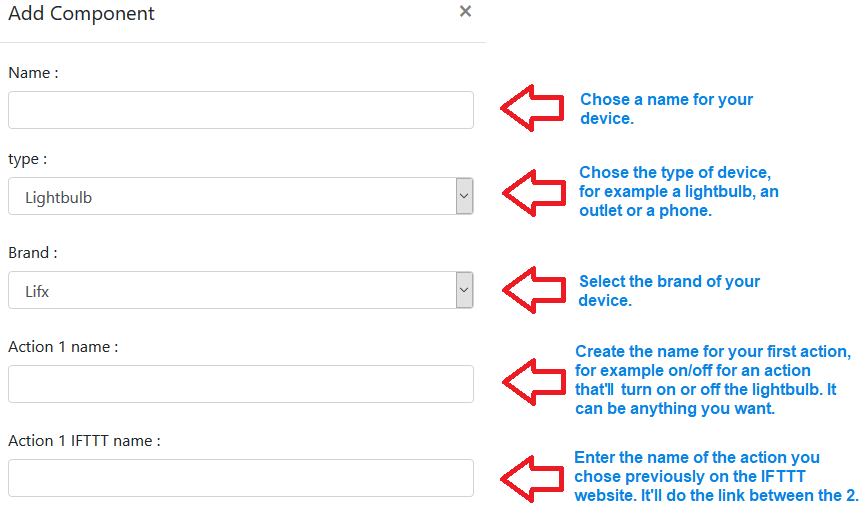 Add Component ×
Name :
Chose a name for your
device.
type :
Lightbulb
Chose the type of device,
for example a lightbulb, an
outlet or a phone.
Brand :
Lifx
Select the brand of your
device.
Action 1 name :
Create the name for your first action,
for example on/off for an action
that'll turn on or off the lightbulb. It
can be anything you want.
Action 1 IFTTT name :
Enter the name of the action you
chose previously on the IFTTT
website. It'll do the link between the 2.